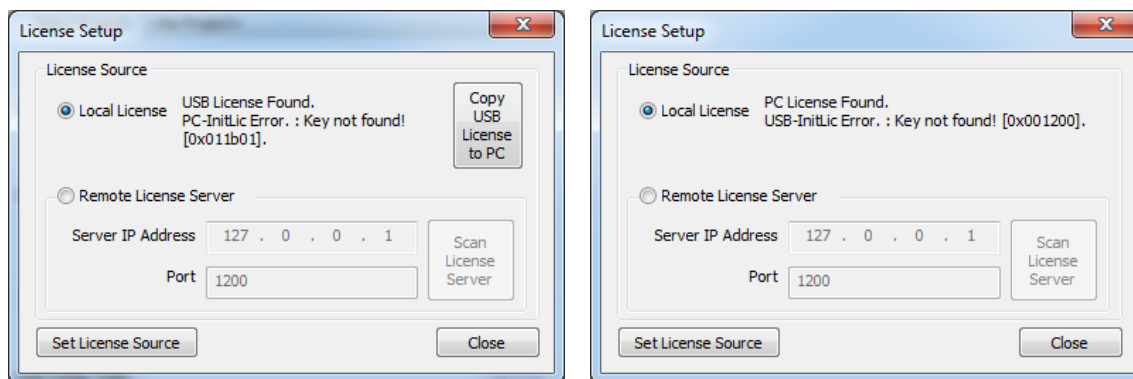 License Setup
License Source
Local License
USB License Found.
PC-InitLic Error. : Key not found!
[0x011b01].
Copy
USB
License
to PC
Remote License Server
Server IP Address
127 . 0 . 0 . 1
Port
1200
Scan
License
Server
Set License Source
Close
License Setup
License Source
Local License
PC License Found.
USB-InitLic Error. : Key not found! [0x001200].
Remote License Server
Server IP Address
127 . 0 . 0 . 1
Port
1200
Scan
License
Server
Set License Source
Close